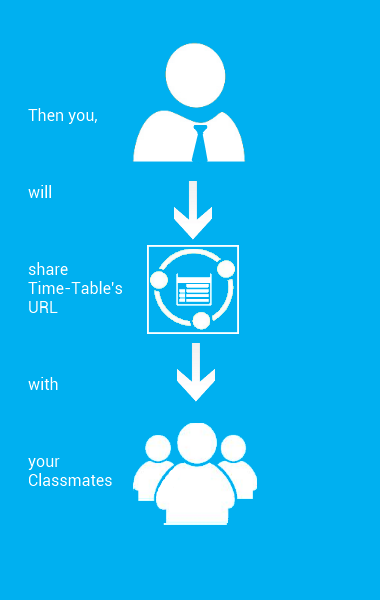 Then you,
will
share
Time-Table's
URL
with
your
Classmates